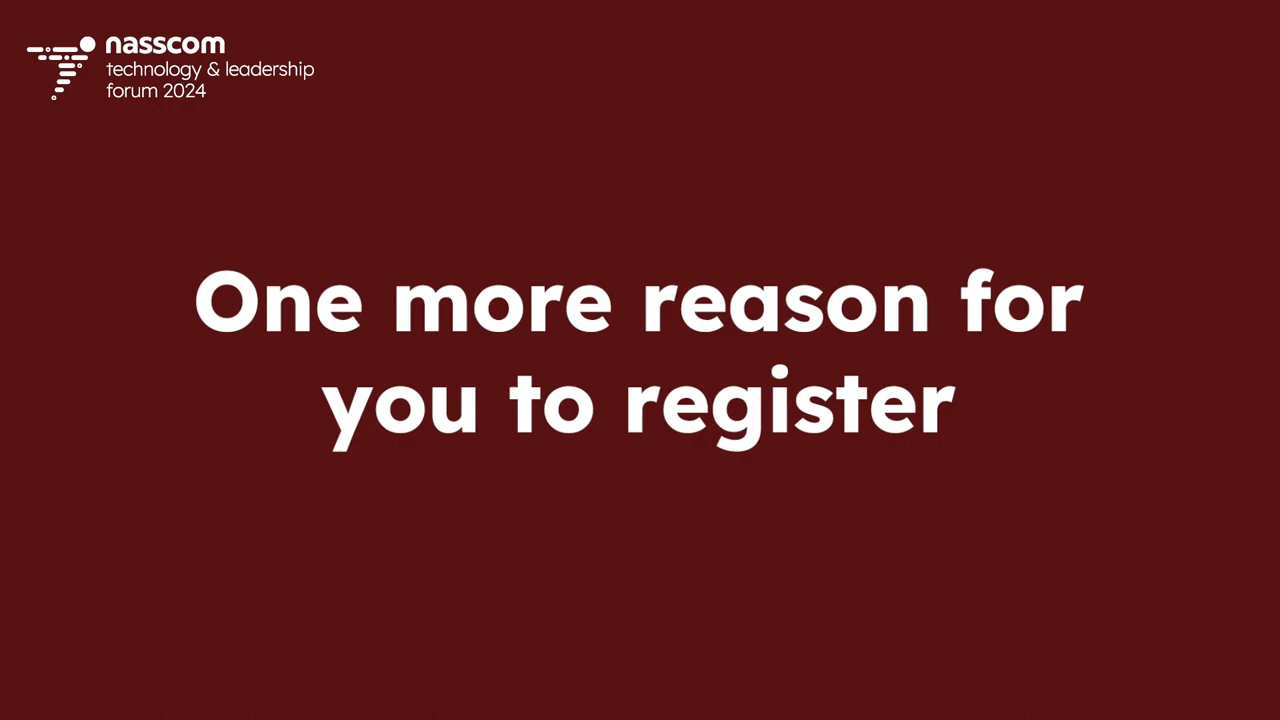 nasscom
technology & leadership
forum 2024
One more reason for
you to register